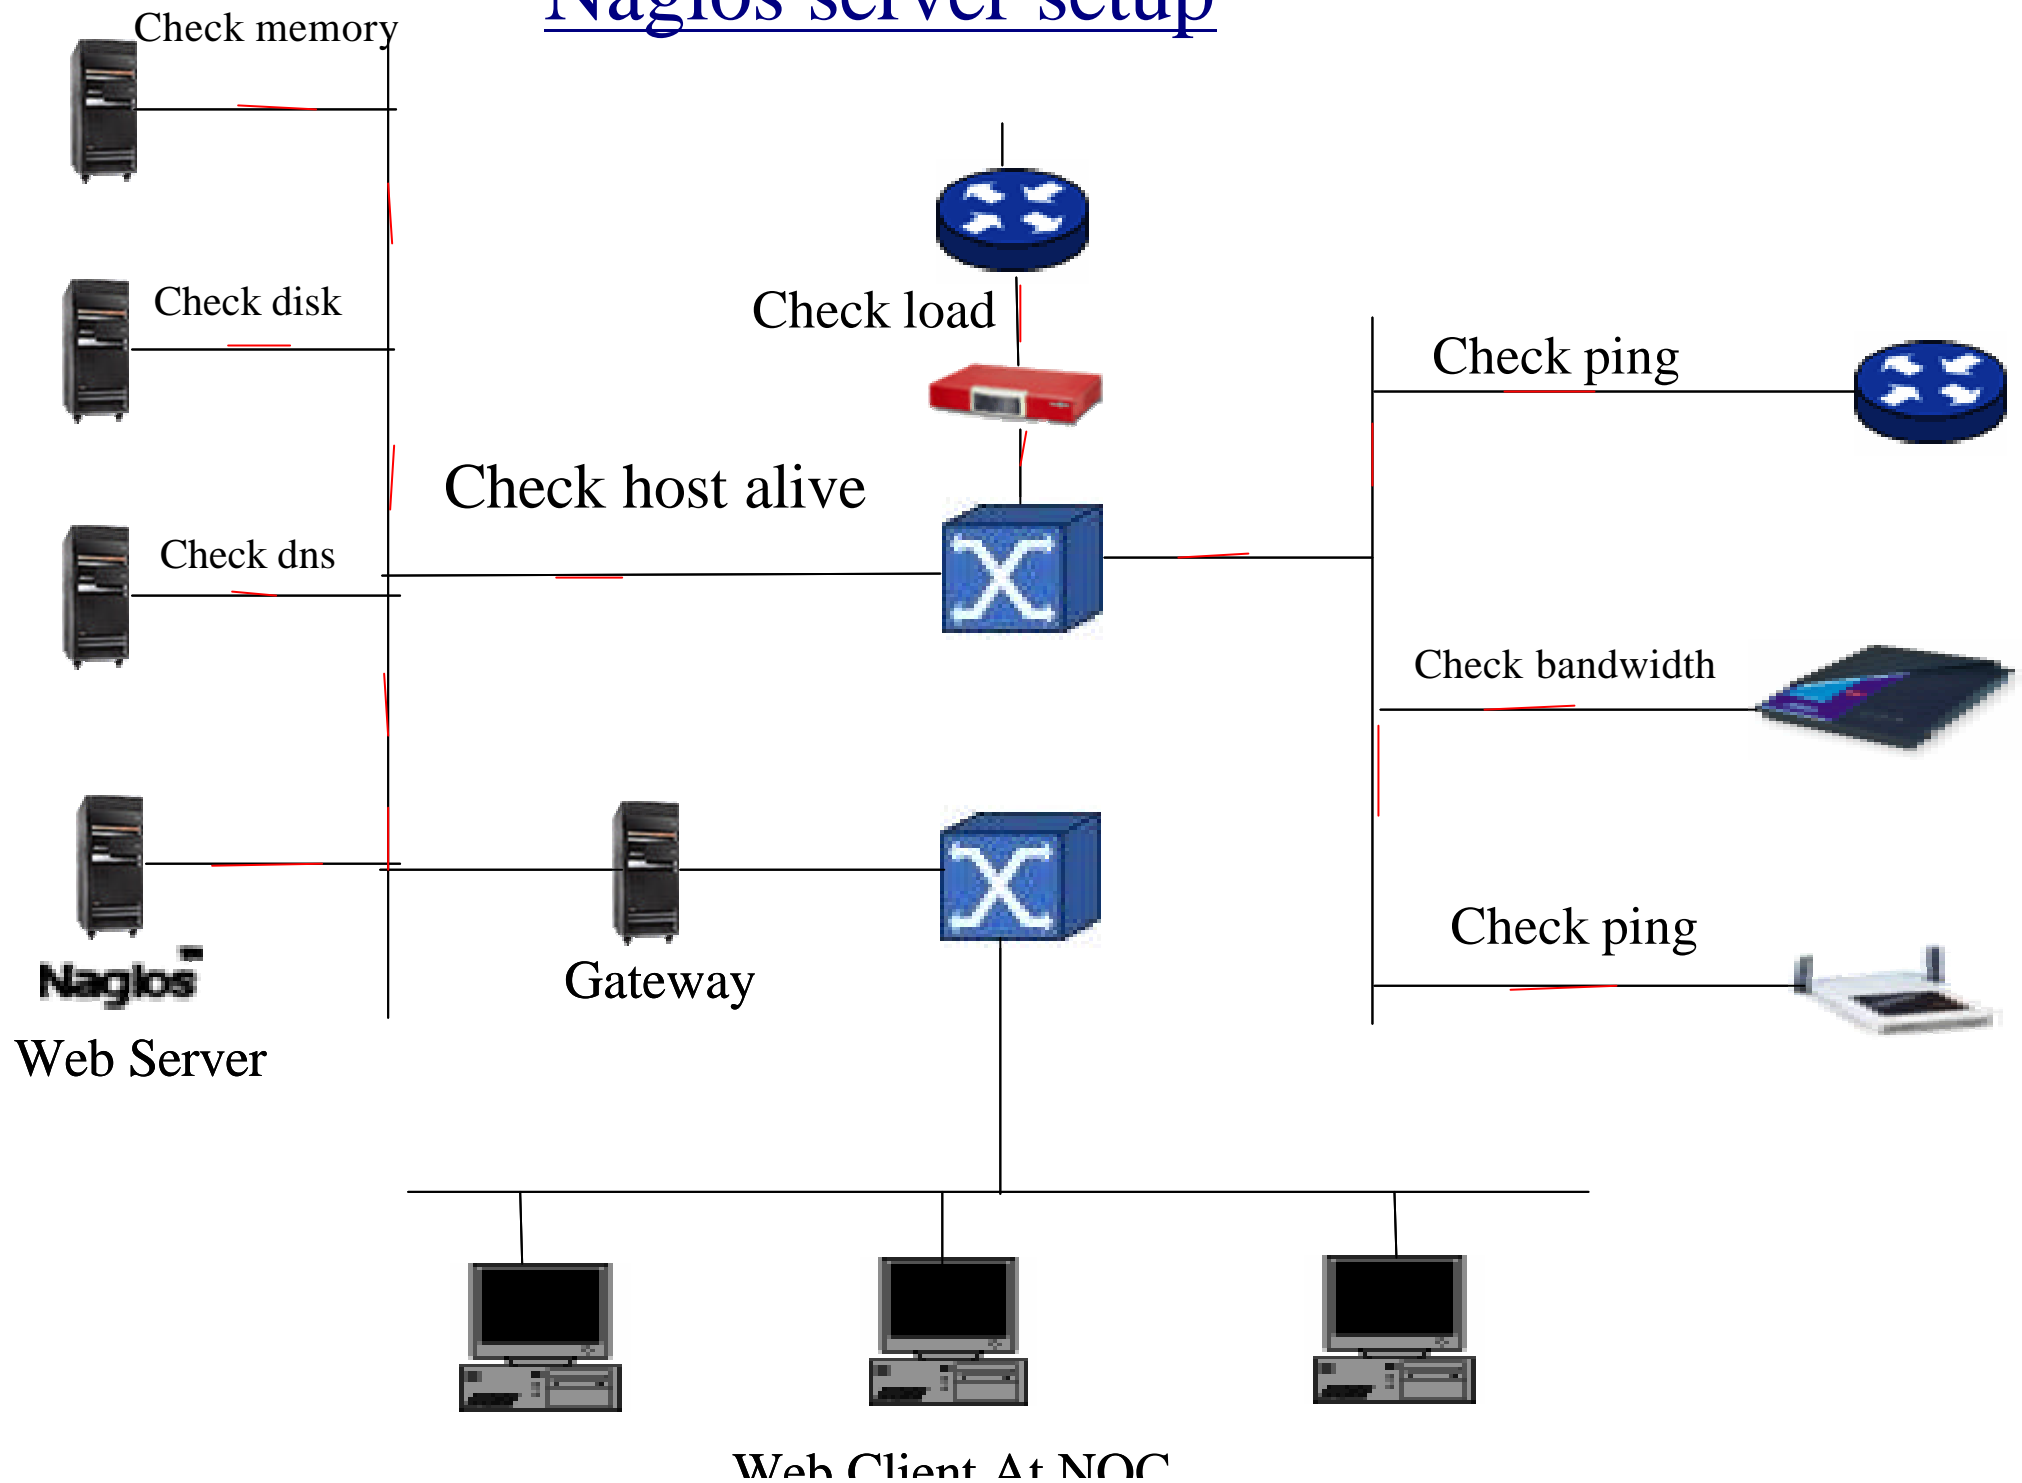 Nagios server setup
Check memory
Check disk
Check load
Check ping
Check host alive
Check dns
Check bandwidth
Check ping
Nagios
Gateway
Web Server
Web Client At NOC